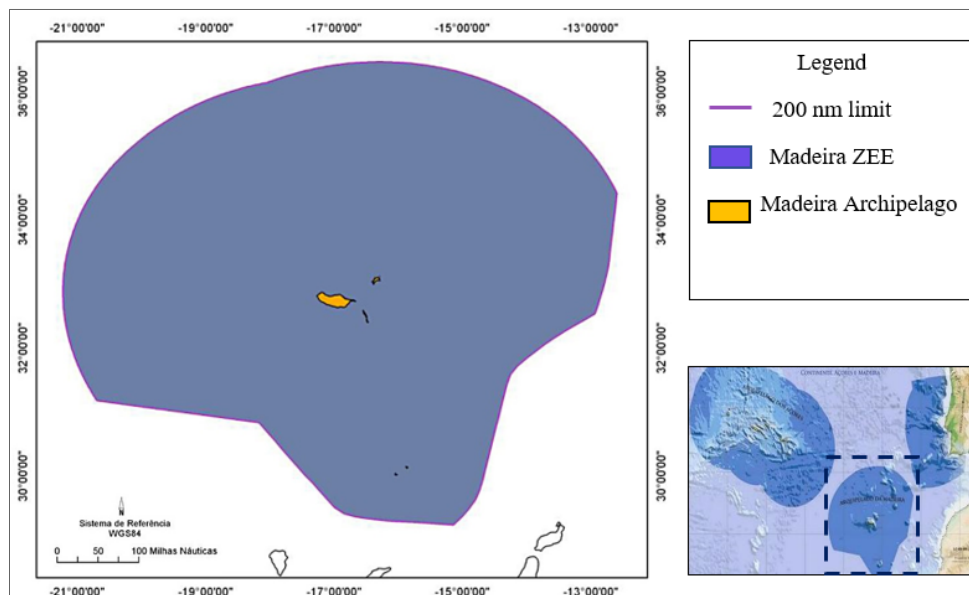 -21°00'00"
-19°00'00"
-17°00'00"
-15°00'00"
-13°00'00"
36°00'00"
34°00'00"
32°00'00"
30°00'00"
36°00'00"
34°00'00"
32°00'00"
30°00'00"
N
Sistema de Referência
WGS84
0 50 100 Milhas Náuticas
-21°00'00"
-19°00'00"
-17°00'00"
-15°00'00"
-13°00'00"
Legend
200 nm limit
Madeira ZEE
Madeira Archipelago
CONTINENTE AÇORES E MADEIRA